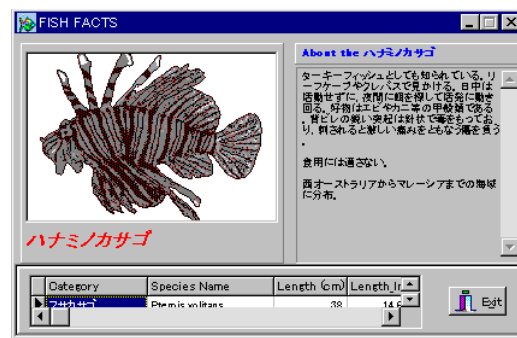 FISH FACTS
About the ハナミノカサゴ
ターキーフィッシュとしても知られている。リ
ーフケーブやクレバスで見かける。日中は
活動せずに、夜間に餌を探して活発に動き
回る。好物はエビやカニ等の甲殻類である
。背ビレの鋭い突起は針状で毒をもってお
り、刺されると激しい痛みをともなう傷を負う
。
食用には適さない。
西オーストラリアからマレーシアまでの海域
に分布。
ハナミノカサゴ
Category Species Name Length (cm) Length_In
フサカサゴ Pterois volitans 38 14.6
Exit